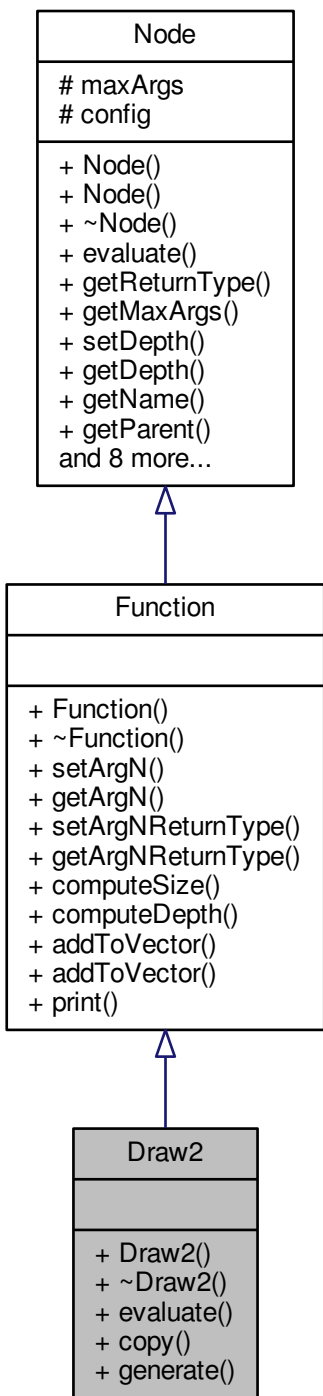 Node
# maxArgs
# config
+ Node()
+ Node()
+ ~Node()
+ evaluate()
+ getReturnType()
+ getMaxArgs()
+ setDepth()
+ getDepth()
+ getName()
+ getParent()
and 8 more...
Function
+ Function()
+ ~Function()
+ setArgN()
+ getArgN()
+ setArgNReturnType()
+ getArgNReturnType()
+ computeSize()
+ computeDepth()
+ addToVector()
+ addToVector()
+ print()
Draw2
+ Draw2()
+ ~Draw2()
+ evaluate()
+ copy()
+ generate()